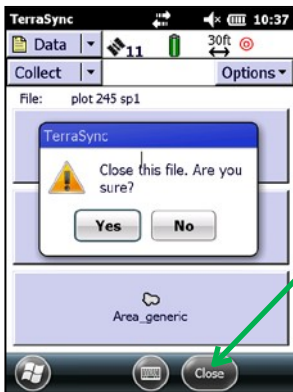 TerraSync 10:37
Data 11 30ft
Collect Options
File: plot 245 sp1
TerraSync
Close this file. Are you
sure?
Yes No
Area_generic
Close